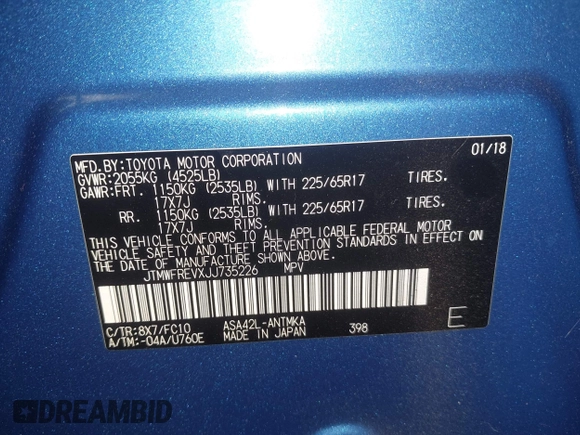 MFD.BY:TOYOTA MOTOR CORPORATION 01/18
GVWR:2055KG (4525LB)
GAWR:FRT. 1150KG (2535LB) WITH 225/65R17 TIRES.
17X7J RIMS.
RR. 1150KG (2535LB) WITH 225/65R17 TIRES.
17X7J RIMS.
THIS VEHICLE CONFORMS TO ALL APPLICABLE FEDERAL MOTOR
VEHICLE SAFETY AND THEFT PREVENTION STANDARDS IN EFFECT ON
THE DATE OF MANUFACTURE SHOWN ABOVE.
JTMWFREVXJJ735226 MPV
C/TR:8X7/FC10 ASA42L-ANTMKA 398 E
A/TM:-04A/U760E MADE IN JAPAN
DREAMBID